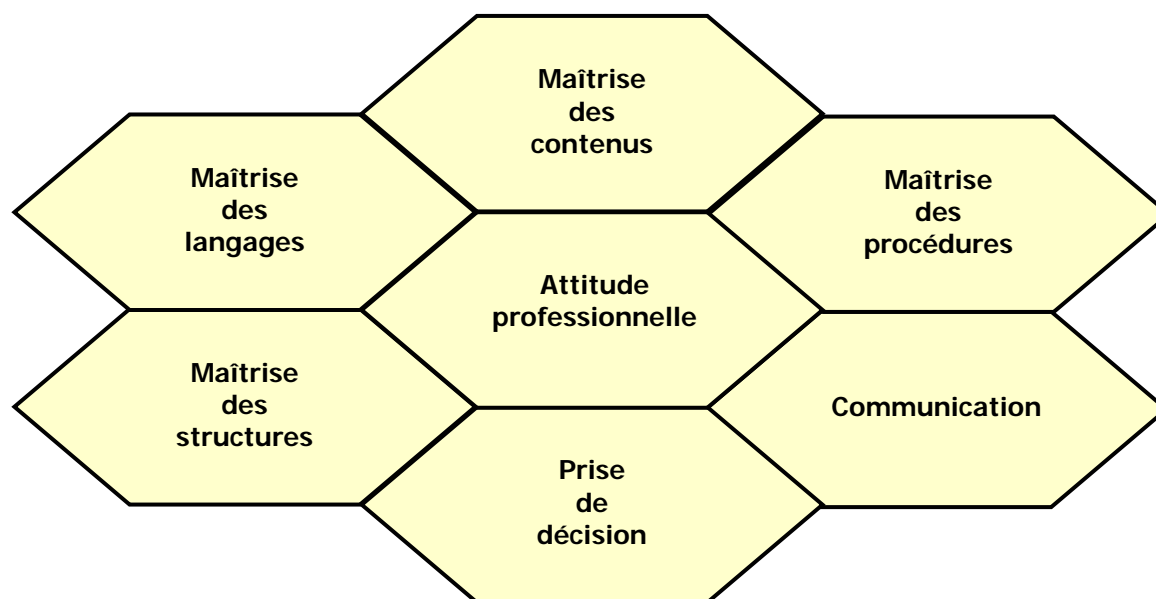 Maîtrise
des
contenus
Maîtrise
des
langages
Maîtrise
des
procédures
Attitude
professionnelle
Maîtrise
des
structures
Communication
Prise
de
décision